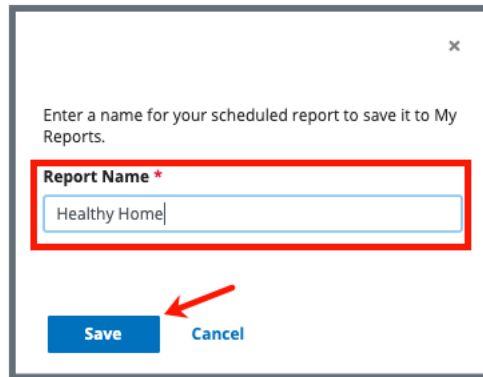 ×
Enter a name for your scheduled report to save it to My
Reports.
Report Name *
Healthy Home
Save Cancel